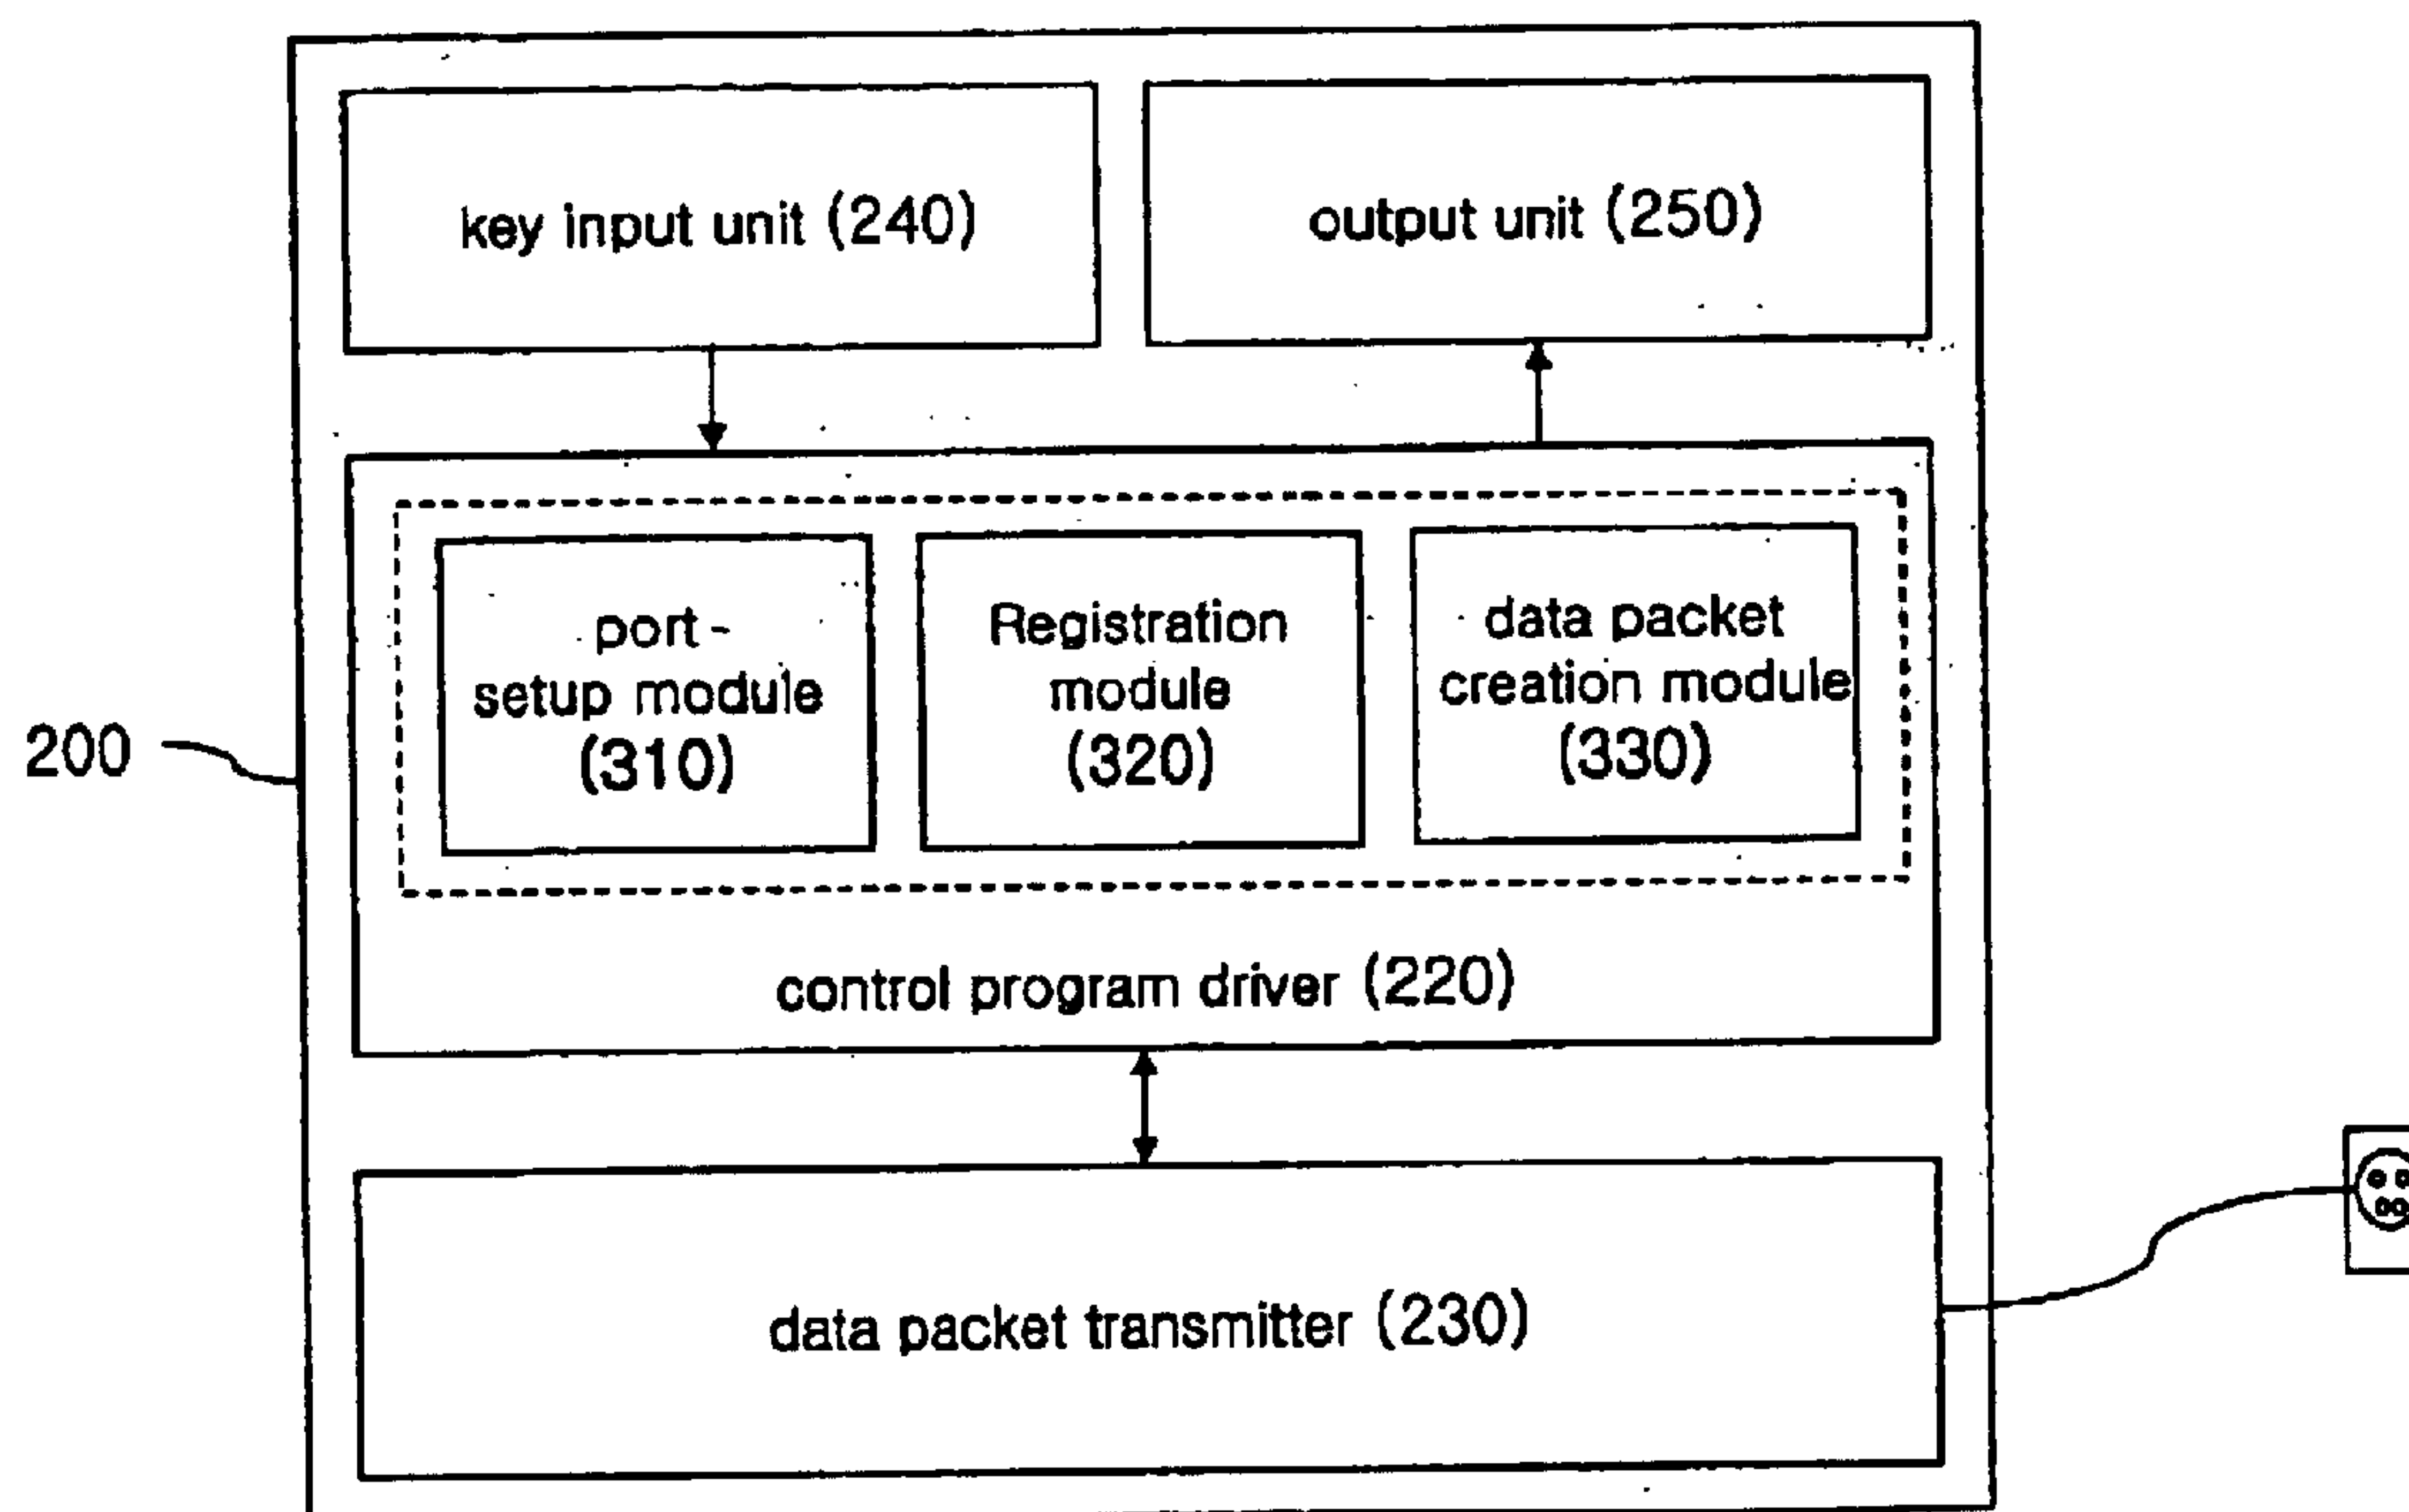 key input unit (240)
output unit (250)
port -
setup module
(310)
Registration
module
(320)
data packet
creation module
(330)
200
control program driver (220)
data packet transmitter (230)